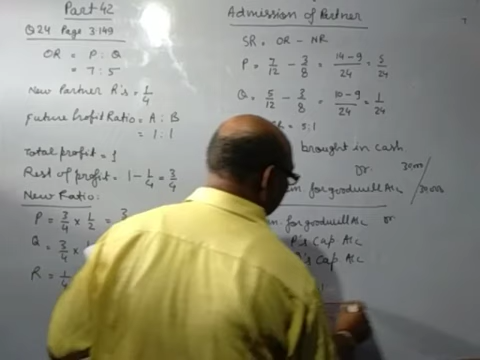 Part 42
Q24 Page 3.149
OR = P : Q
= 7 : 5
New Partner R's = 1/4
Future Profit Ratio = A : B
= 1 : 1
Total profit = 1
Rest of profit = 1 - 1/4 = 3/4
New Ratio:
P = 3/4 x 1/2 = 3/
Q = 3/4 x
R = 1/4
Admission of Partner
SR = OR - NR
P = 7/12 - 3/8 = 14-9/24 = 5/24
Q = 5/12 - 3/8 = 10-9/24 = 1/24
= 5:1
brought in cash
Dr.
m. for goodwill A/c
m. for goodwill A/c Dr
P's Cap A/c
's Cap A/c